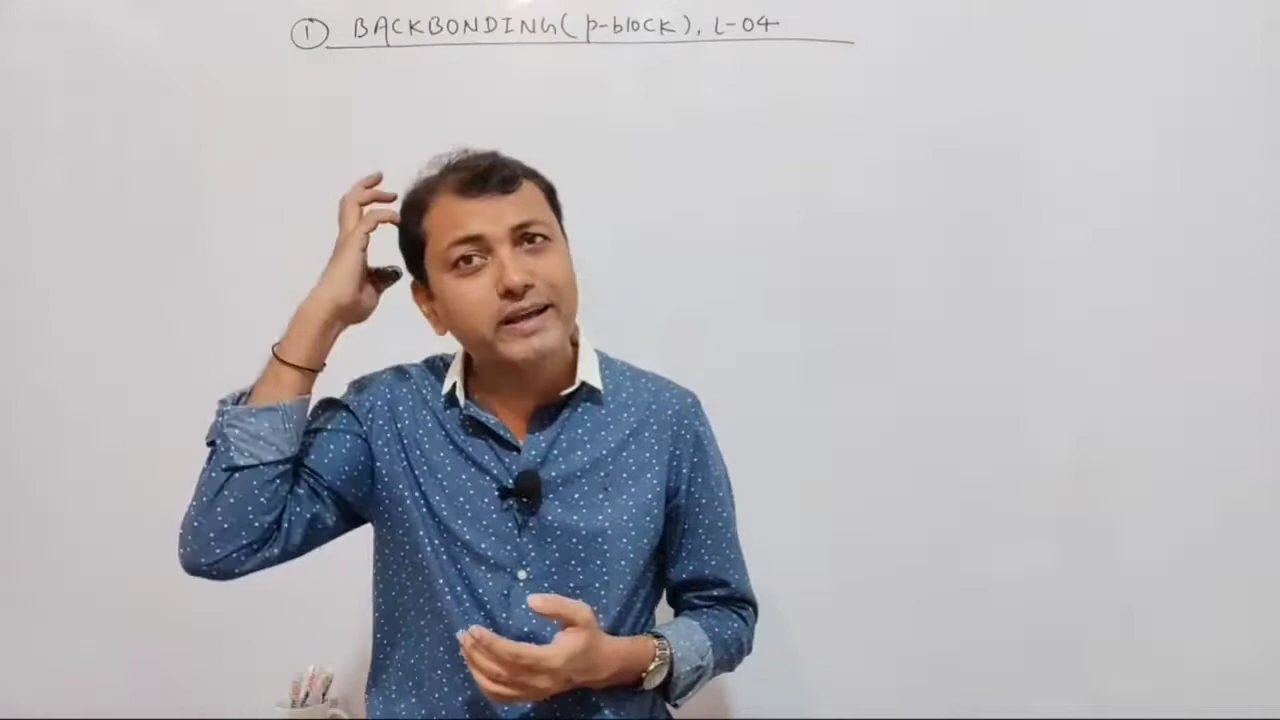 ① BACKBONDING (p-block), L-04